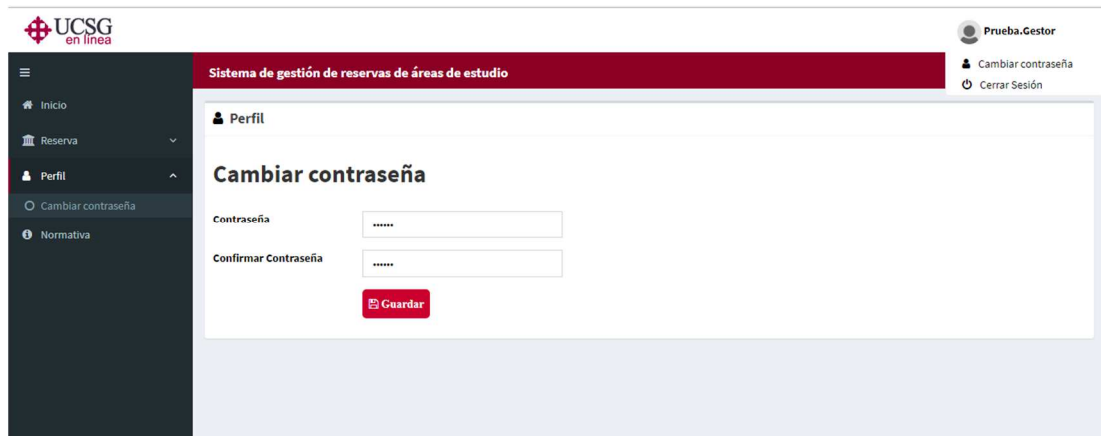 UCSG
en línea
Prueba.Gestor
Cambiar contraseña
Cerrar Sesión
Sistema de gestión de reservas de áreas de estudio
Inicio
Reserva
Perfil
Cambiar contraseña
Normativa
Perfil
Cambiar contraseña
Contraseña
••••••
Confirmar Contraseña
••••••
Guardar